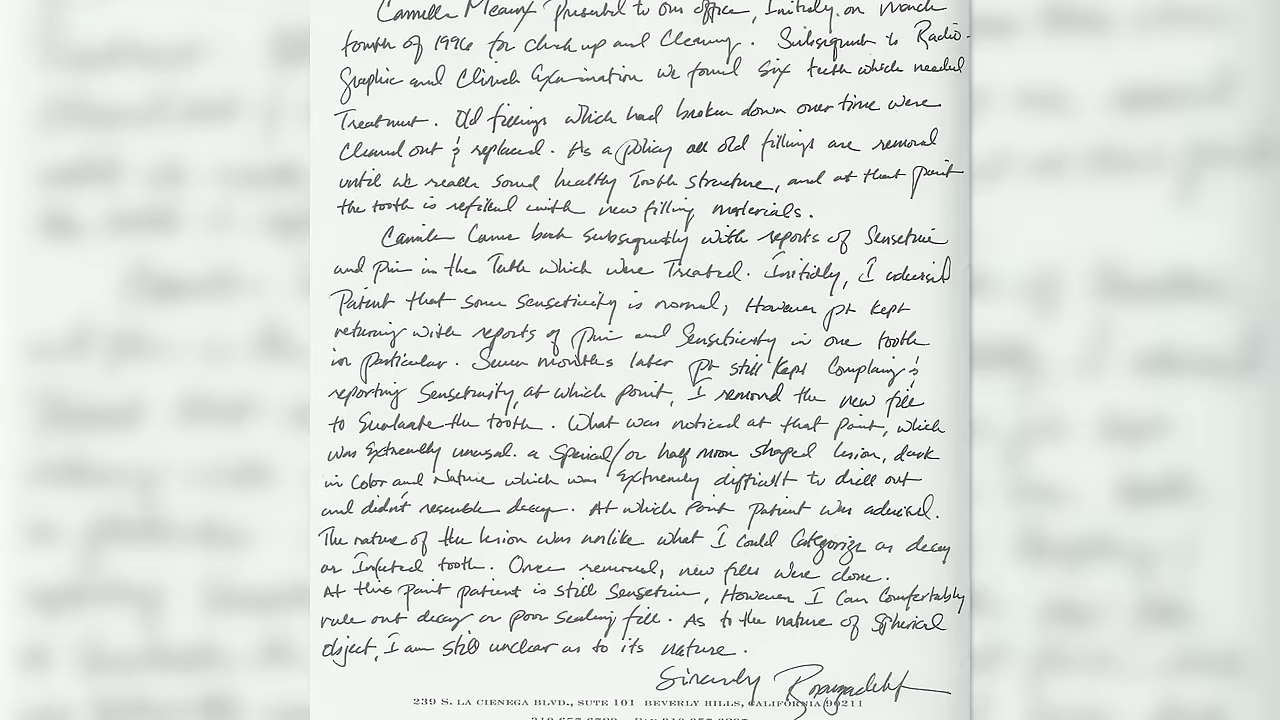 Camille Meaux presented to our office, Initially on March
fourth of 1996 for check up and Cleaning. Subsequent to Radio-
graphic and Clinical Examination we found six teeth which needed
Treatment. Old fillings which had broken down over time were
Cleaned out & replaced. As a policy all old fillings are removed
until we reach sound healthy Tooth structure, and at that point
the tooth is refilled with new filling materials.
Camille Came back subsequently with reports of Sensetive
and pain in the Teeth which were Treated. Initially, I advised
Patient that some sensetivity is normal; However pt kept
returning with reports of pain and Sensetivity in one tooth
in particular. Seven months later pt still kept Complaing &
reporting Sensetivity, at which point, I removed the new fill
to Evaluate the tooth. What was noticed at that point, which
was Extremely unusal. a Sperical/or half moon shaped lesion, dark
in Color and Nature which was Extremely difficult to drill out
and didn't resemble decay. At which Point Patient was advised.
The nature of the lesion was unlike what I could Categorize as decay
or Infected tooth. Once removed, new fills were done.
At this point patient is still Sensetive, However I can Comfortably
rule out decay or poor sealing fill. As to the nature of Spherical
object, I am still unclear as to its nature.
Sincerely
239 S. LA CIENEGA BLVD., SUTE 101 BEVERLY HILLS, CALIFORNIA 90211